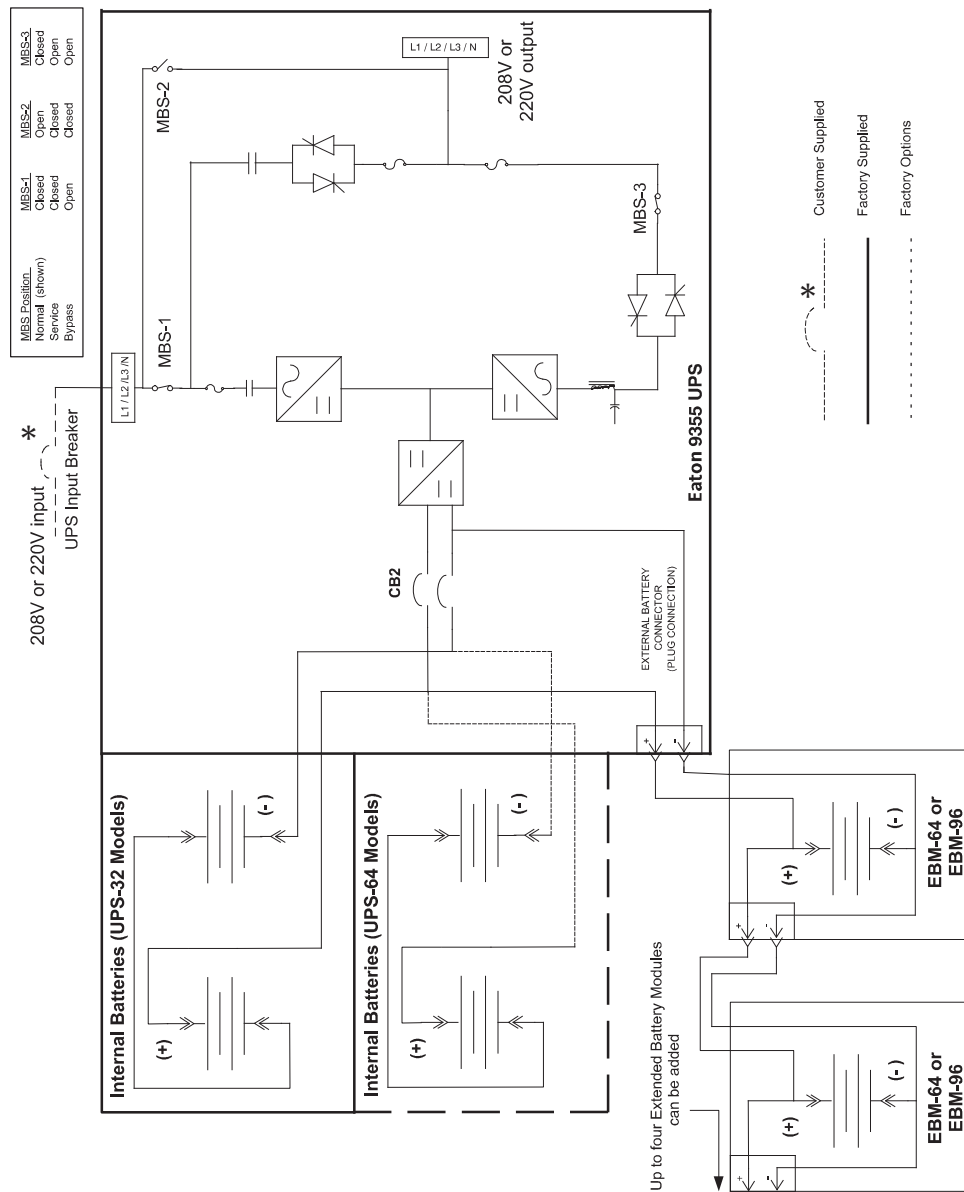 MBS Position MBS-1 MBS-2 MBS-3
Normal (shown) Closed Open Closed
Service Closed Closed Open
Bypass Open Closed Open
208V or 220V input *
UPS Input Breaker
L1 / L2 /L3 /N
MBS-1
MBS-2
L1 / L2 / L3 / N
208V or
220V output
MBS-3
CB2
EXTERNAL BATTERY
CONNECTOR
(PLUG CONNECTION)
+
-
Eaton 9355 UPS
Internal Batteries (UPS-32 Models)
(+)
(-)
Internal Batteries (UPS-64 Models)
(+)
(-)
Up to four Extended Battery Modules
can be added
+
-
(+)
(-)
EBM-64 or
EBM-96
+
-
(+)
(-)
EBM-64 or
EBM-96
* Customer Supplied
Factory Supplied
Factory Options